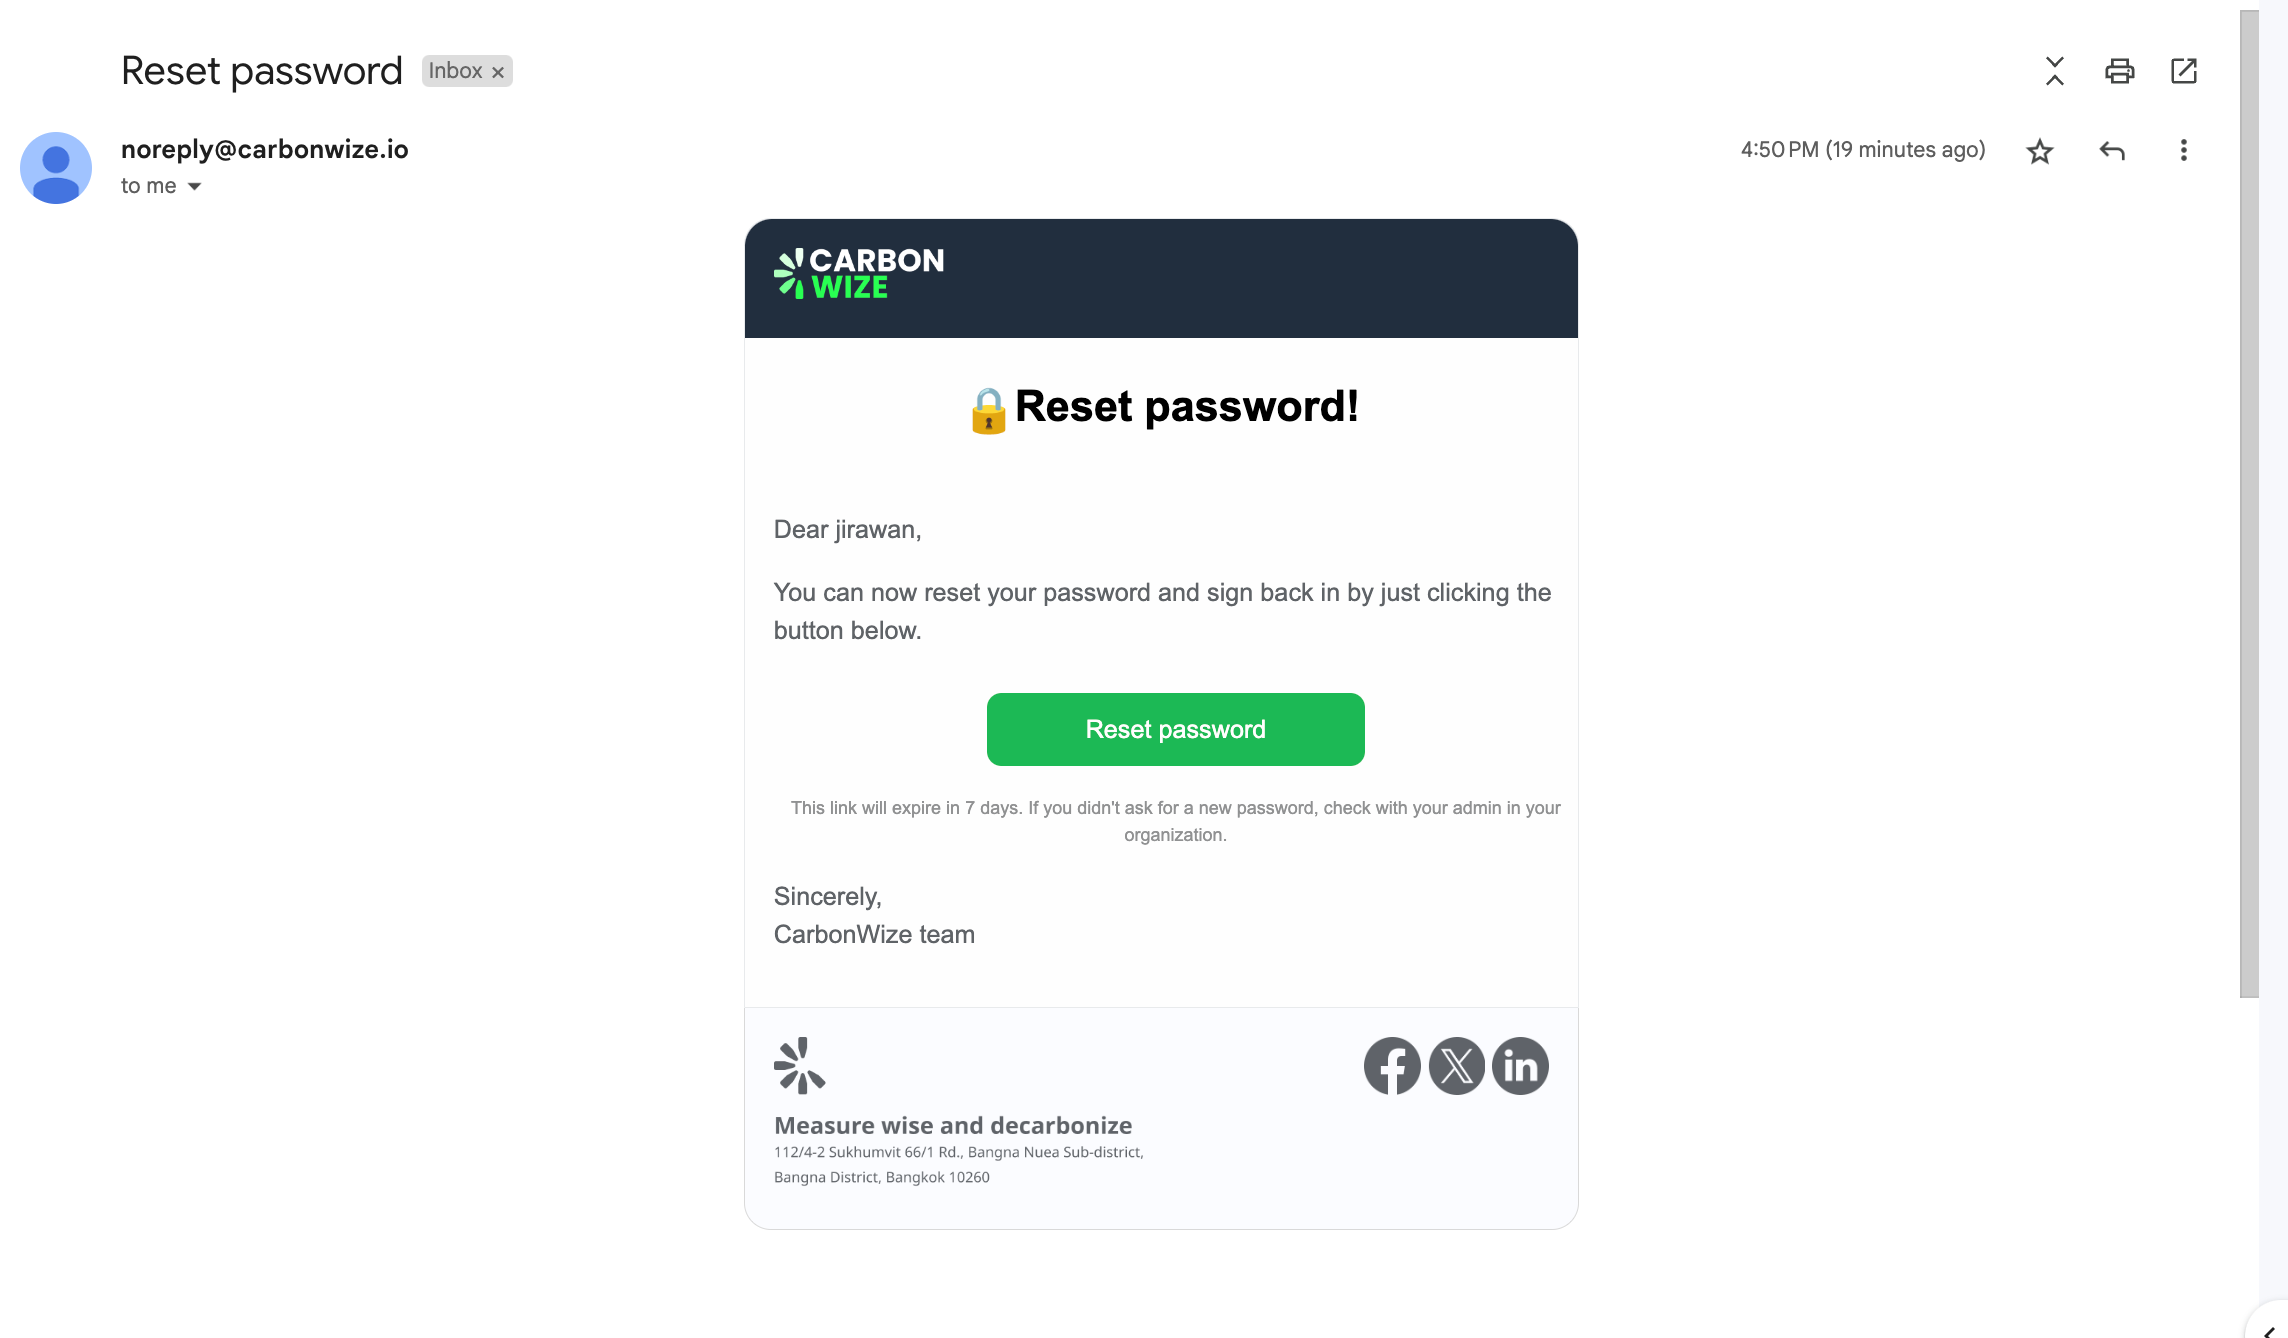 Reset password
Inbox ×
noreply@carbonwize.io
4:50 PM (19 minutes ago)
to me
CARBON
WIZE
Reset password!
Dear jirawan,
You can now reset your password and sign back in by just clicking the
button below.
Reset password
This link will expire in 7 days. If you didn't ask for a new password, check with your admin in your
organization.
Sincerely,
CarbonWize team
Measure wise and decarbonize
112/4-2 Sukhumvit 66/1 Rd., Bangna Nuea Sub-district,
Bangna District, Bangkok 10260